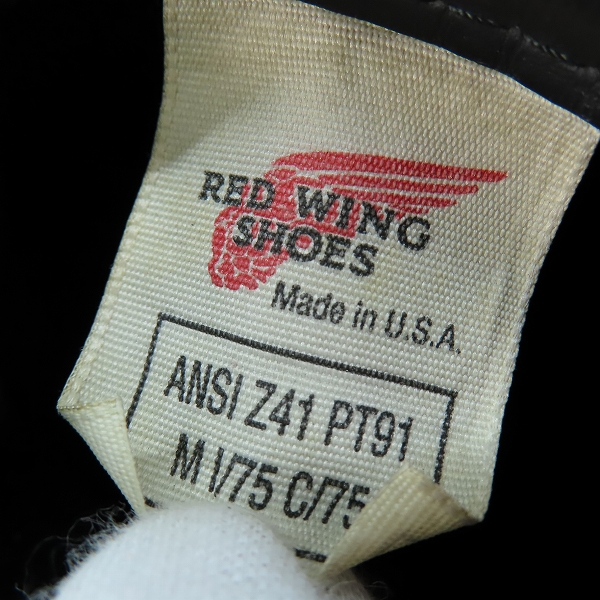 RED WING
SHOES
Made in U.S.A.
ANSI Z41 PT91
M I/75 C/75